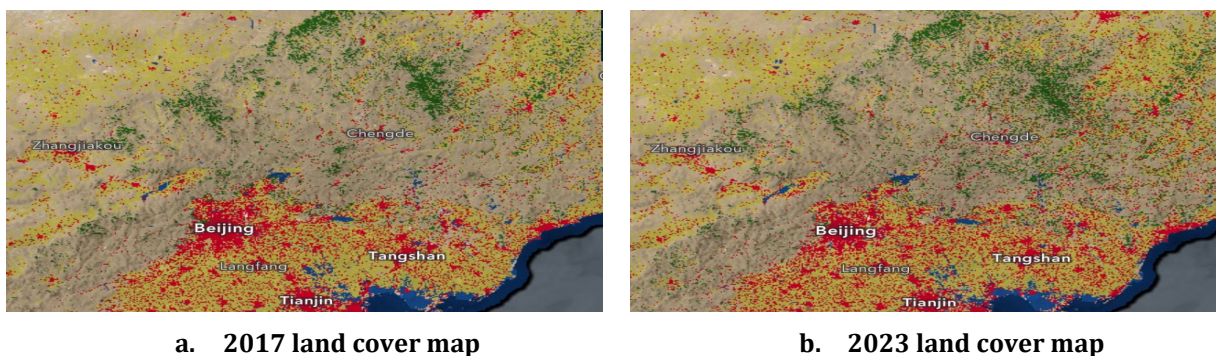 Chengde
Zhangjiakou
Beijing
Langfang
Tangshan
Tianjin
Chengde
Zhangjiakou
Beijing
Langfang
Tangshan
Tianjin
a. 2017 land cover map
b. 2023 land cover map